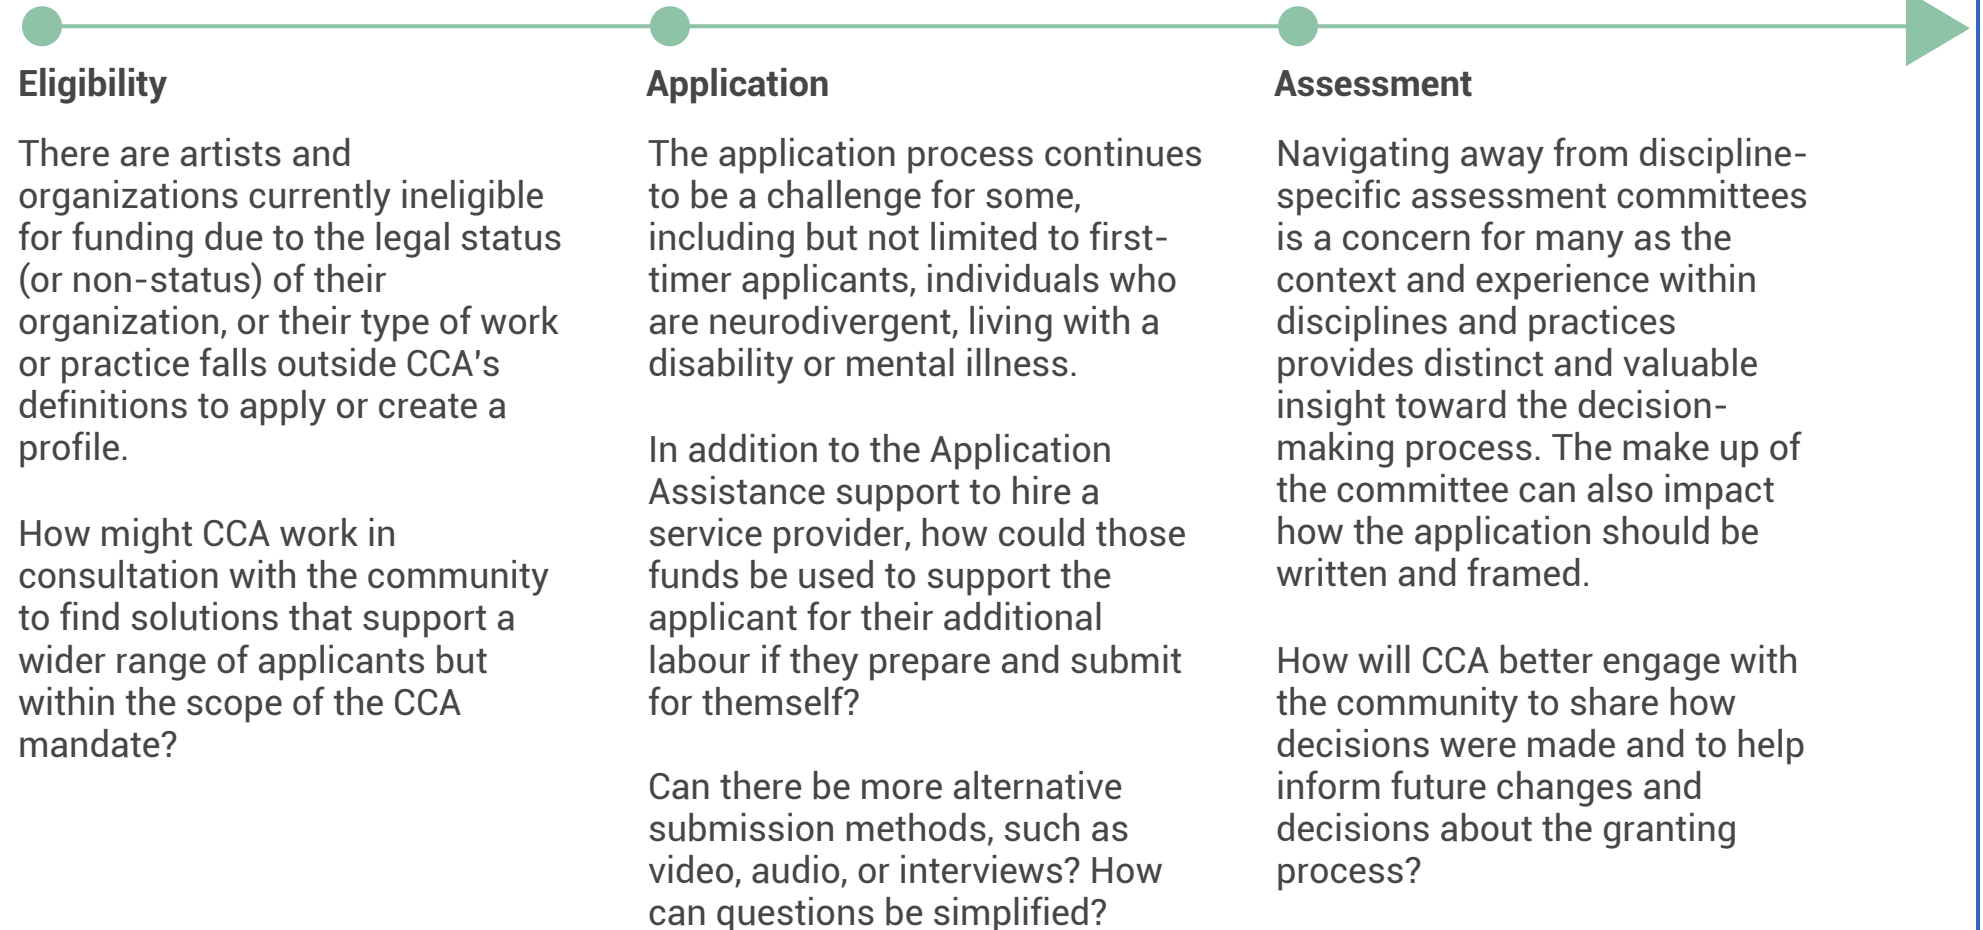 Eligibility
There are artists and
organizations currently ineligible
for funding due to the legal status
(or non-status) of their
organization, or their type of work
or practice falls outside CCA's
definitions to apply or create a
profile.
How might CCA work in
consultation with the community
to find solutions that support a
wider range of applicants but
within the scope of the CCA
mandate?
Application
The application process continues
to be a challenge for some,
including but not limited to first-
timer applicants, individuals who
are neurodivergent, living with a
disability or mental illness.
In addition to the Application
Assistance support to hire a
service provider, how could those
funds be used to support the
applicant for their additional
labour if they prepare and submit
for themself?
Can there be more alternative
submission methods, such as
video, audio, or interviews? How
can questions be simplified?
Assessment
Navigating away from discipline-
specific assessment committees
is a concern for many as the
context and experience within
disciplines and practices
provides distinct and valuable
insight toward the decision-
making process. The make up of
the committee can also impact
how the application should be
written and framed.
How will CCA better engage with
the community to share how
decisions were made and to help
inform future changes and
decisions about the granting
process?